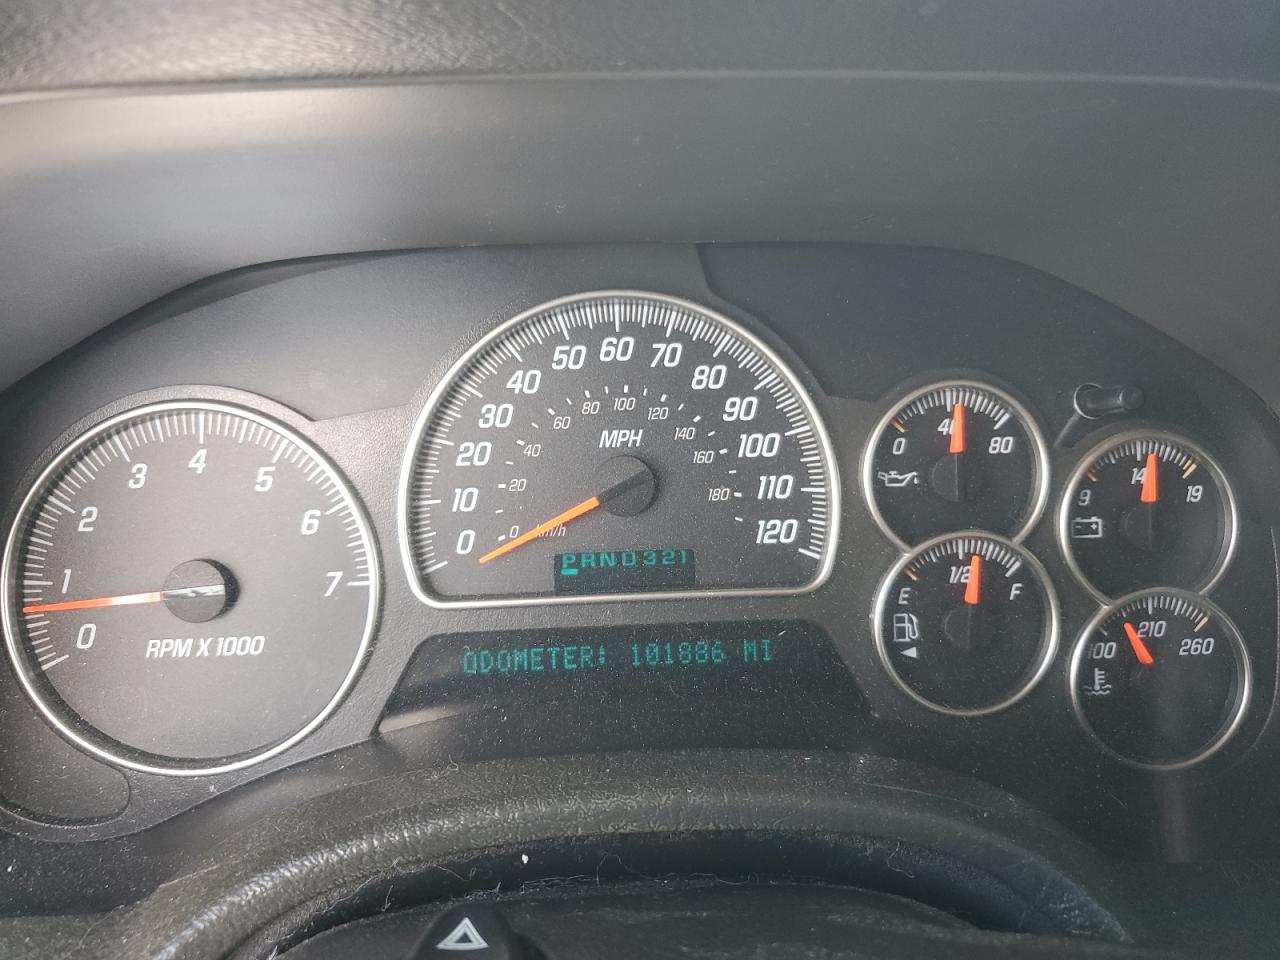 0 1 2 3 4 5 6 7
RPM X 1000
0 10 20 30 40 50 60 70 80 90 100 110 120
MPH
0 20 40 60 80 100 120 140 160 180
km/h
PRND321
ODOMETER: 101886 MI
0 40 80
9 14 19
E 1/2 F
100 210 260